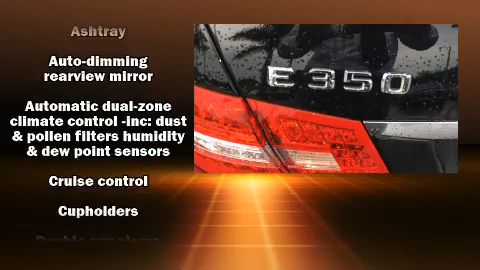 Ashtray
Auto-dimming
rearview mirror
Automatic dual-zone
climate control -inc: dust
& pollen filters humidity
& dew point sensors
Cruise control
Cupholders
E 350